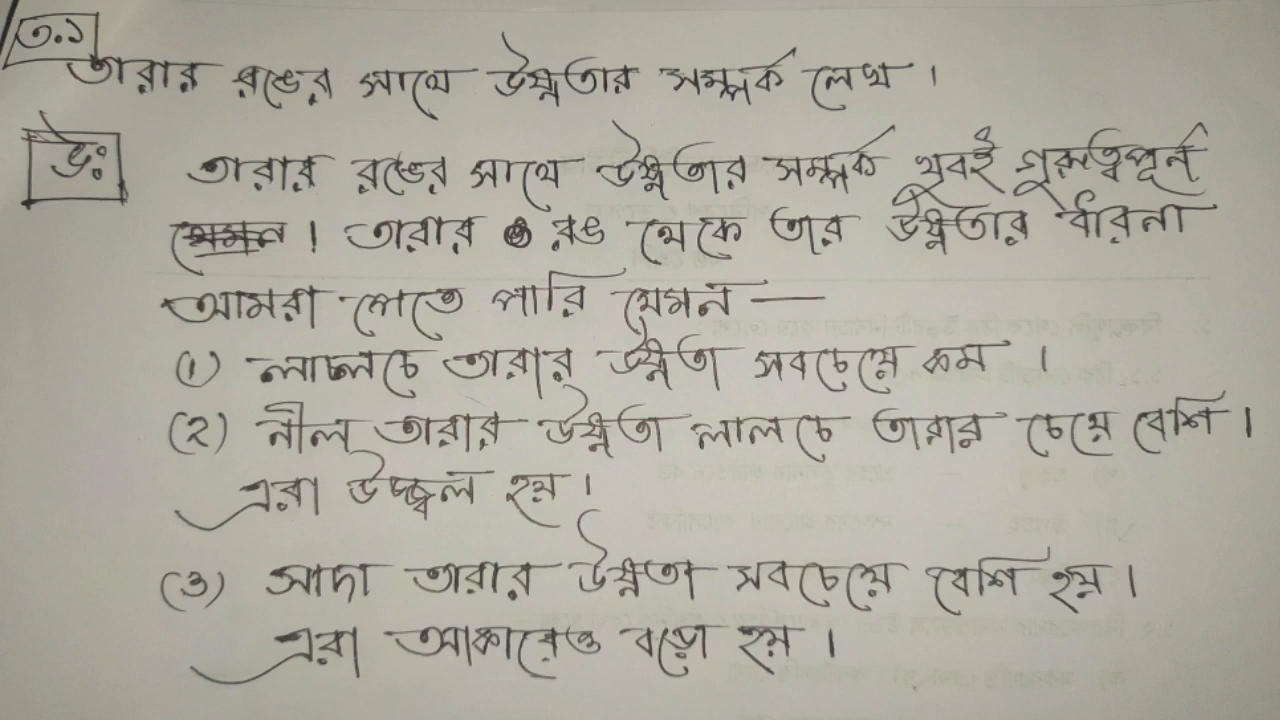 ৩.১
তারার রঙের সাথে উষ্ণতার সম্পর্ক লেখ ।
উঃ তারার রঙের সাথে উষ্ণতার সম্পর্ক খুবই গুরুত্বপূর্ন
যেমন । তারার রঙ থেকে তার উষ্ণতার ধারনা
আমরা পেতে পারি যেমন —
(১) লালচে তারার উষ্ণতা সবচেয়ে কম ।
(২) নীল তারার উষ্ণতা লালচে তারার চেয়ে বেশি ।
এরা উজ্জ্বল হয় ।
(৩) সাদা তারার উষ্ণতা সবচেয়ে বেশি হয় ।
এরা আকারেও বড়ো হয় ।